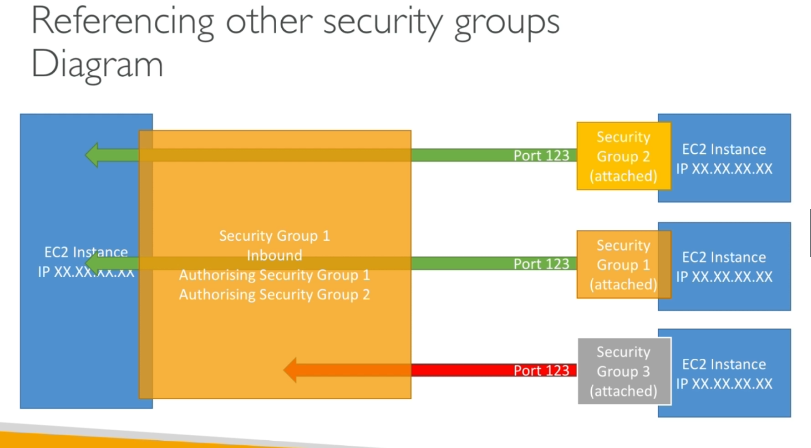 Referencing other security groups
Diagram
EC2 Instance
IP XX.XX.XX.XX
Security Group 1
Inbound
Authorising Security Group 1
Authorising Security Group 2
Port 123
Security
Group 2
(attached)
EC2 Instance
IP XX.XX.XX.XX
Port 123
Security
Group 1
(attached)
EC2 Instance
IP XX.XX.XX.XX
Port 123
Security
Group 3
(attached)
EC2 Instance
IP XX.XX.XX.XX